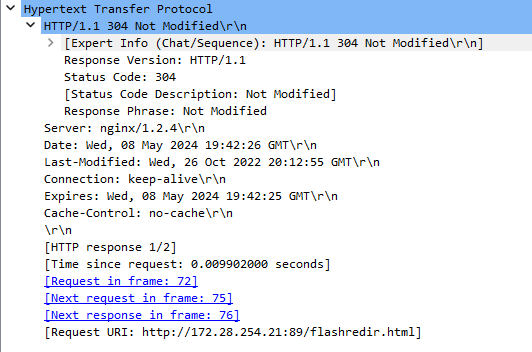 Hypertext Transfer Protocol
HTTP/1.1 304 Not Modified\r\n
[Expert Info (Chat/Sequence): HTTP/1.1 304 Not Modified\r\n]
Response Version: HTTP/1.1
Status Code: 304
[Status Code Description: Not Modified]
Response Phrase: Not Modified
Server: nginx/1.2.4\r\n
Date: Wed, 08 May 2024 19:42:26 GMT\r\n
Last-Modified: Wed, 26 Oct 2022 20:12:55 GMT\r\n
Connection: keep-alive\r\n
Expires: Wed, 08 May 2024 19:42:25 GMT\r\n
Cache-Control: no-cache\r\n
\r\n
[HTTP response 1/2]
[Time since request: 0.009902000 seconds]
[Request in frame: 72]
[Next request in frame: 75]
[Next response in frame: 76]
[Request URI: http://172.28.254.21:89/flashredir.html]